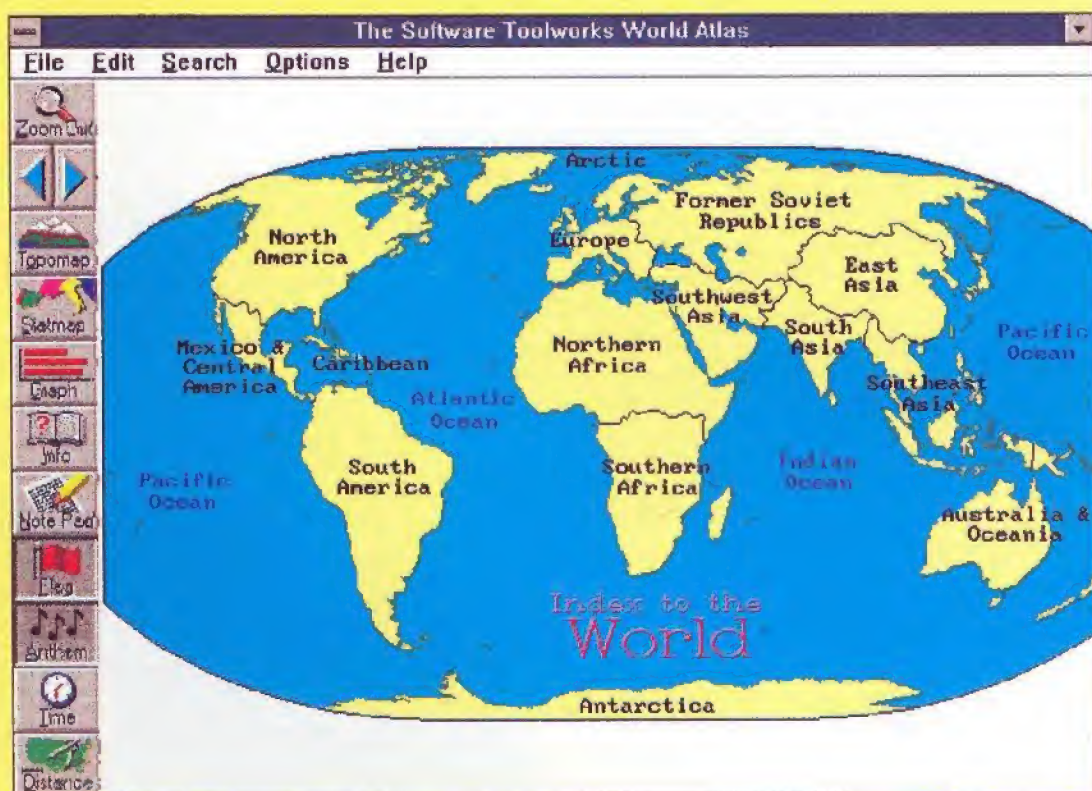 The Software Toolworks World Atlas
File Edit Search Options Help
Zoom Out
Topomap
Statmap
Graph
Info
Note Pad
Flag
Anthem
Time
Distance
Arctic
Former Soviet
Republics
North
America
Europe
East
Asia
Southwest
Asia
South
Asia
Pacific
Ocean
Mexico &
Central
America
Caribbean
Northern
Africa
Southeast
Asia
Atlantic
Ocean
Pacific
Ocean
South
America
Southern
Africa
Indian
Ocean
Australia &
Oceania
Index to the
World
Antarctica